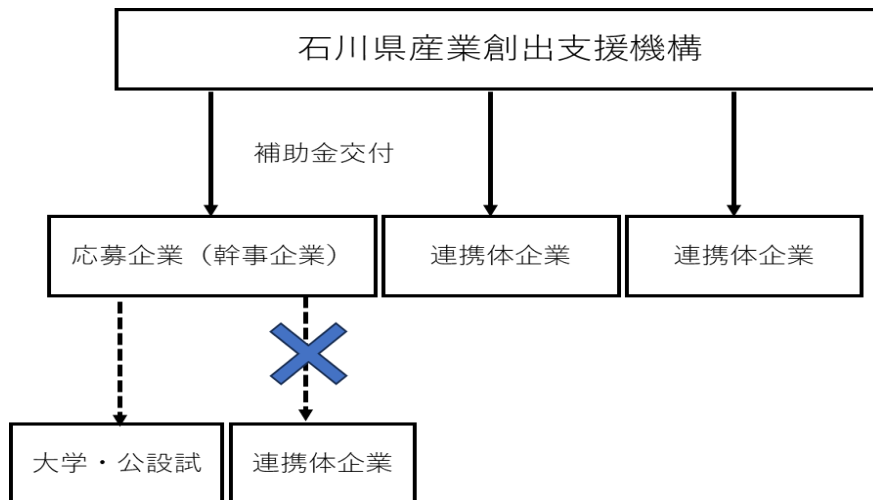 石川県産業創出支援機構
補助金交付
応募企業（幹事企業）
連携体企業
連携体企業
大学・公設試
連携体企業